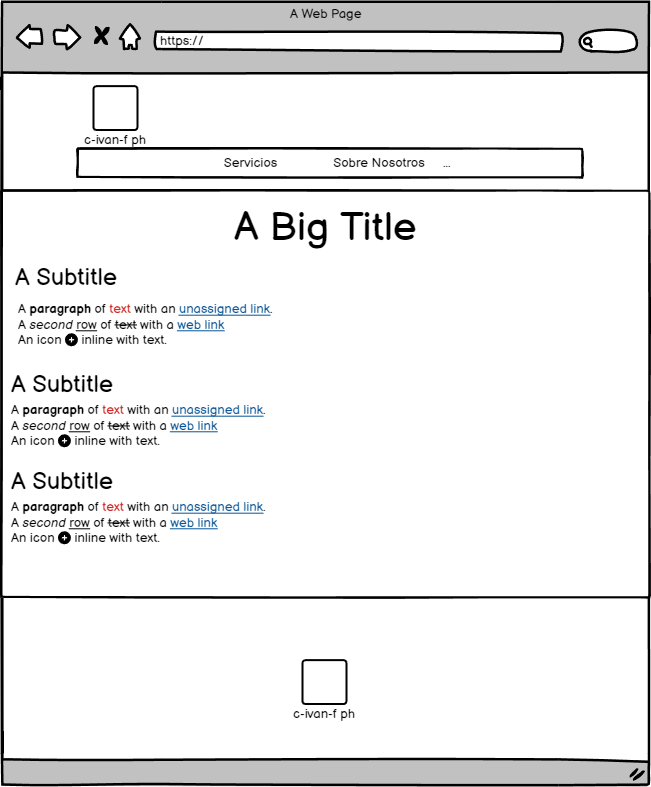 A Web Page
https://
c-ivan-f ph
Servicios Sobre Nosotros ...
A Big Title
A Subtitle
A paragraph of text with an unassigned link.
A second row of text with a web link
An icon inline with text.
A Subtitle
A paragraph of text with an unassigned link.
A second row of text with a web link
An icon inline with text.
A Subtitle
A paragraph of text with an unassigned link.
A second row of text with a web link
An icon inline with text.
c-ivan-f ph